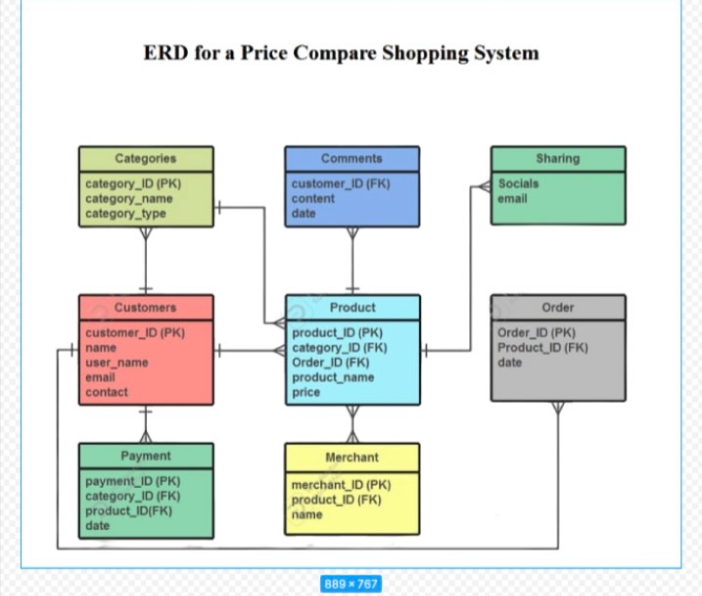 ERD for a Price Compare Shopping System
Categories
category_ID (PK)
category_name
category_type
Comments
customer_ID (FK)
content
date
Sharing
Socials
email
Customers
customer_ID (PK)
name
user_name
email
contact
Product
product_ID (PK)
category_ID (FK)
Order_ID (FK)
product_name
price
Order
Order_ID (PK)
Product_ID (FK)
date
Payment
payment_ID (PK)
category_ID (FK)
product_ID(FK)
date
Merchant
merchant_ID (PK)
product_ID (FK)
name
889 × 767